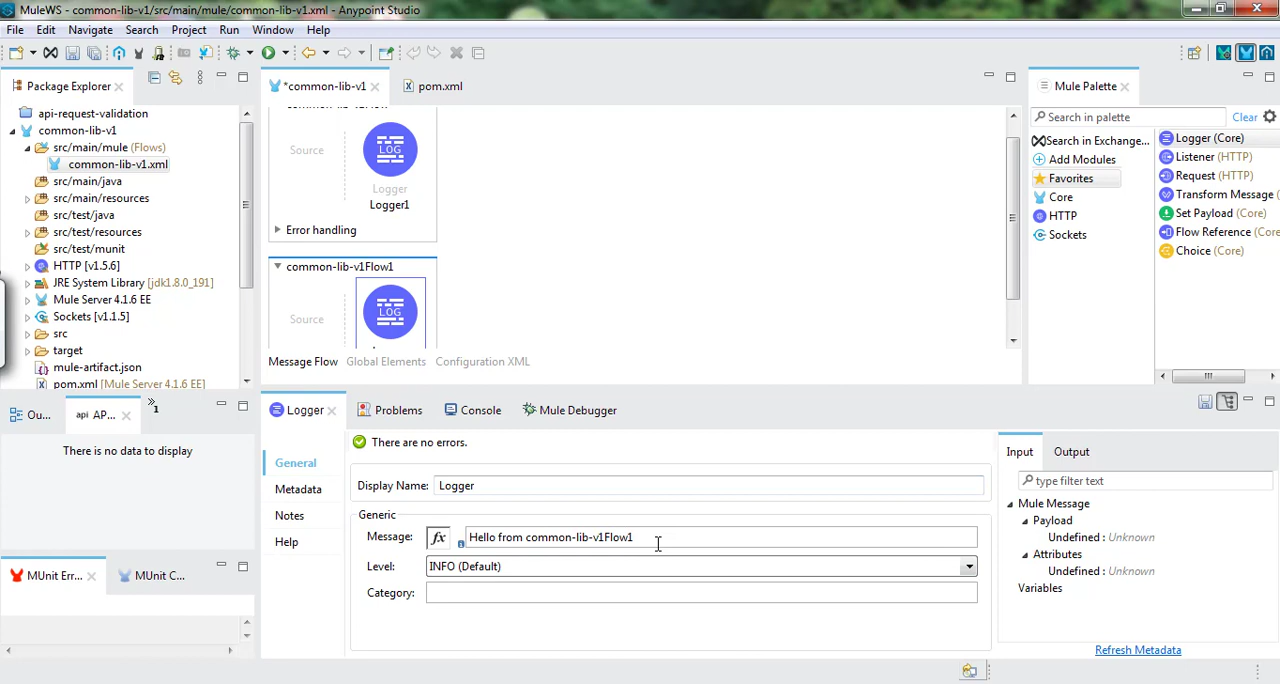 MuleWS - common-lib-v1/src/main/mule/common-lib-v1.xml - Anypoint Studio
File Edit Navigate Search Project Run Window Help
Package Explorer
*common-lib-v1
pom.xml
Mule Palette
api-request-validation
common-lib-v1
src/main/mule (Flows)
common-lib-v1.xml
src/main/java
src/main/resources
src/test/java
src/test/resources
src/test/munit
HTTP [v1.5.6]
JRE System Library [jdk1.8.0_191]
Mule Server 4.1.6 EE
Sockets [v1.1.5]
src
target
mule-artifact.json
pom.xml [Mule Server 4.1.6 EE]
Source
LOG
Logger
Logger1
Error handling
common-lib-v1Flow1
Source
LOG
Message Flow Global Elements Configuration XML
Search in palette
Clear
Search in Exchange...
Add Modules
Favorites
Core
HTTP
Sockets
Logger (Core)
Listener (HTTP)
Request (HTTP)
Transform Message
Set Payload (Core)
Flow Reference (Core
Choice (Core)
Ou...
api AP...
»1
There is no data to display
MUnit Err...
MUnit C...
Logger
Problems
Console
Mule Debugger
There are no errors.
General
Metadata
Notes
Help
Display Name: Logger
Generic
Message: fx Hello from common-lib-v1Flow1
Level: INFO (Default)
Category:
Input
Output
type filter text
Mule Message
Payload
Undefined : Unknown
Attributes
Undefined : Unknown
Variables
Refresh Metadata